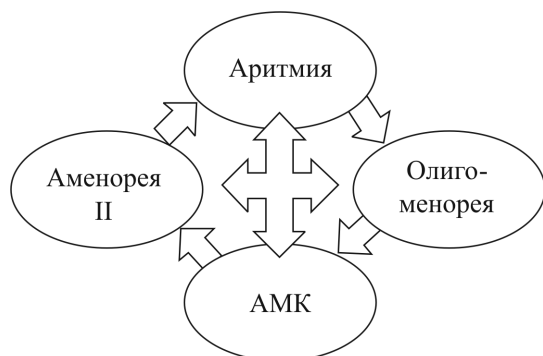 Аритмия
Аменорея
II
Олиго-
менорея
АМК